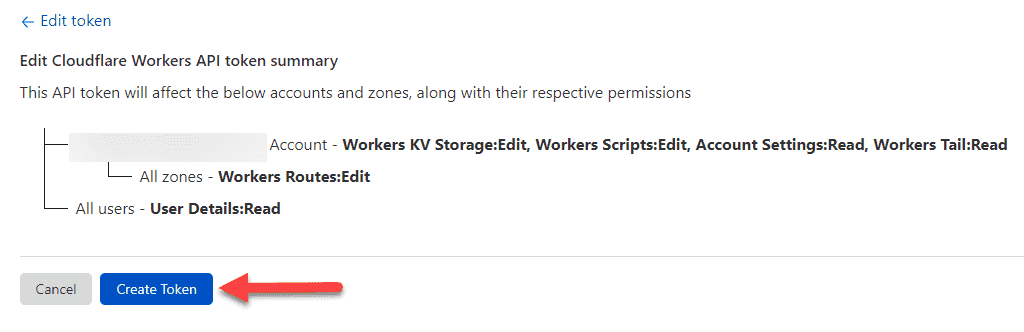 ← Edit token
Edit Cloudflare Workers API token summary
This API token will affect the below accounts and zones, along with their respective permissions
Account - Workers KV Storage:Edit, Workers Scripts:Edit, Account Settings:Read, Workers Tail:Read
All zones - Workers Routes:Edit
All users - User Details:Read
Cancel Create Token